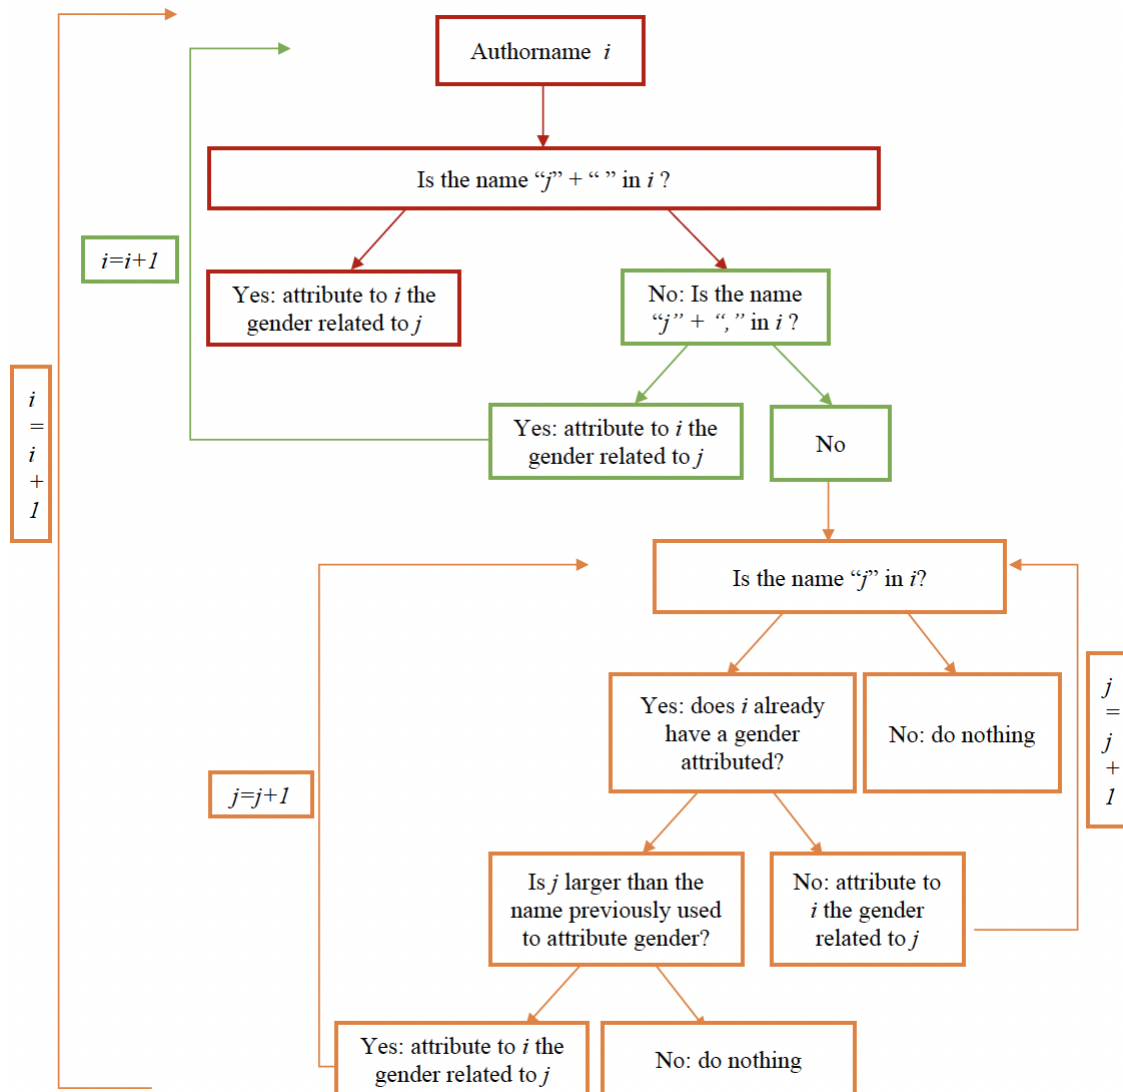 Authorname i
Is the name “j” + “ ” in i ?
i=i+1
Yes: attribute to i the
gender related to j
No: Is the name
“j” + “,” in i ?
i
=
i
+
1
Yes: attribute to i the
gender related to j
No
Is the name “j” in i?
Yes: does i already
have a gender
attributed?
No: do nothing
j
=
j
+
1
j=j+1
Is j larger than the
name previously used
to attribute gender?
No: attribute to
i the gender
related to j
Yes: attribute to i the
gender related to j
No: do nothing